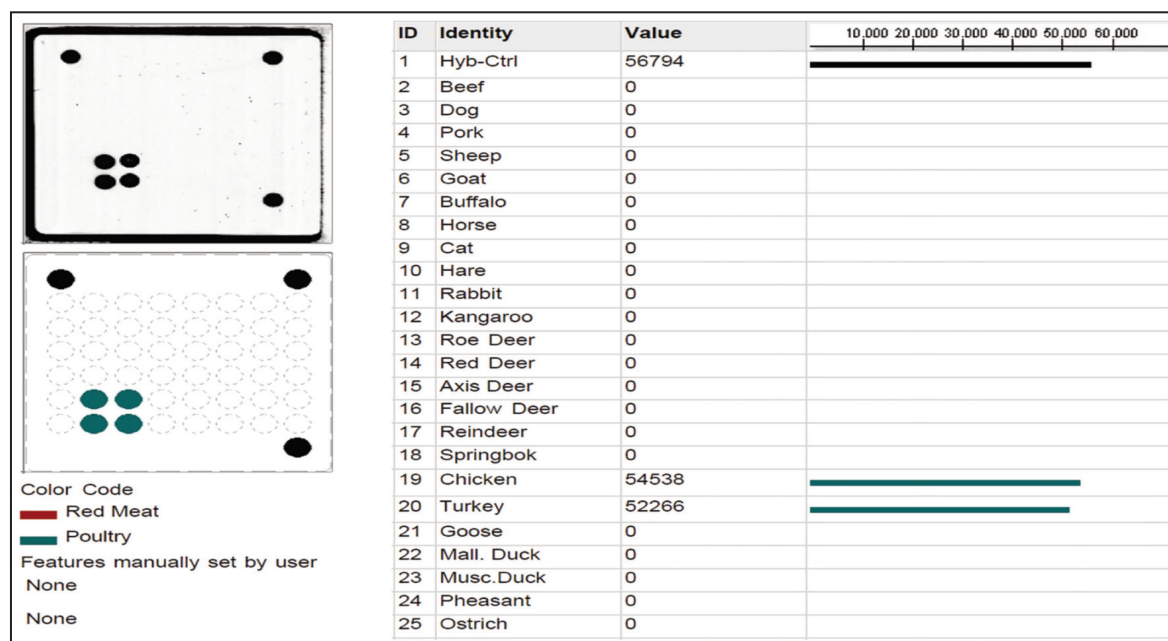 ID Identity Value 10.000 20.000 30.000 40.000 50.000 60.000
1 Hyb-Ctrl 56794
2 Beef 0
3 Dog 0
4 Pork 0
5 Sheep 0
6 Goat 0
7 Buffalo 0
8 Horse 0
9 Cat 0
10 Hare 0
11 Rabbit 0
12 Kangaroo 0
13 Roe Deer 0
14 Red Deer 0
15 Axis Deer 0
16 Fallow Deer 0
17 Reindeer 0
18 Springbok 0
19 Chicken 54538
20 Turkey 52266
21 Goose 0
22 Mall. Duck 0
23 Musc.Duck 0
24 Pheasant 0
25 Ostrich 0
Color Code
Red Meat
Poultry
Features manually set by user
None
None